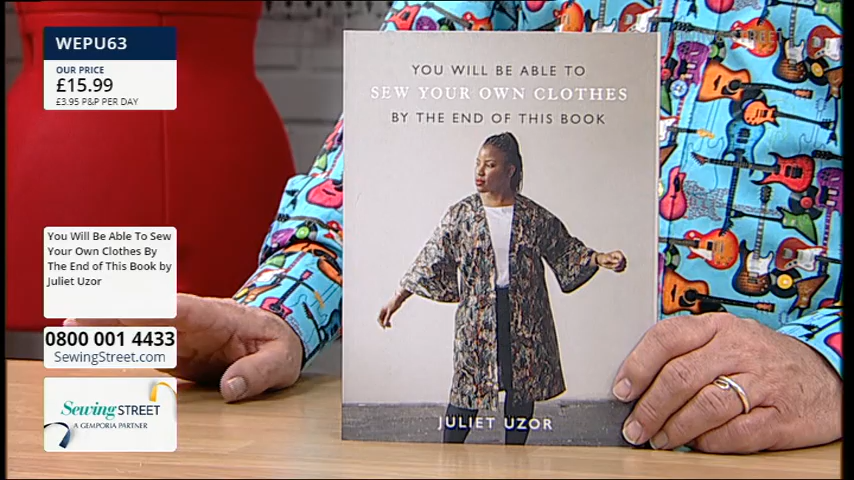 WEPU63
OUR PRICE
£15.99
£3.95 P&P PER DAY
You Will Be Able To Sew
Your Own Clothes By
The End of This Book by
Juliet Uzor
0800 001 4433
SewingStreet.com
Sewing STREET
A GEMPORIA PARTNER
YOU WILL BE ABLE TO
SEW YOUR OWN CLOTHES
BY THE END OF THIS BOOK
JULIET UZOR